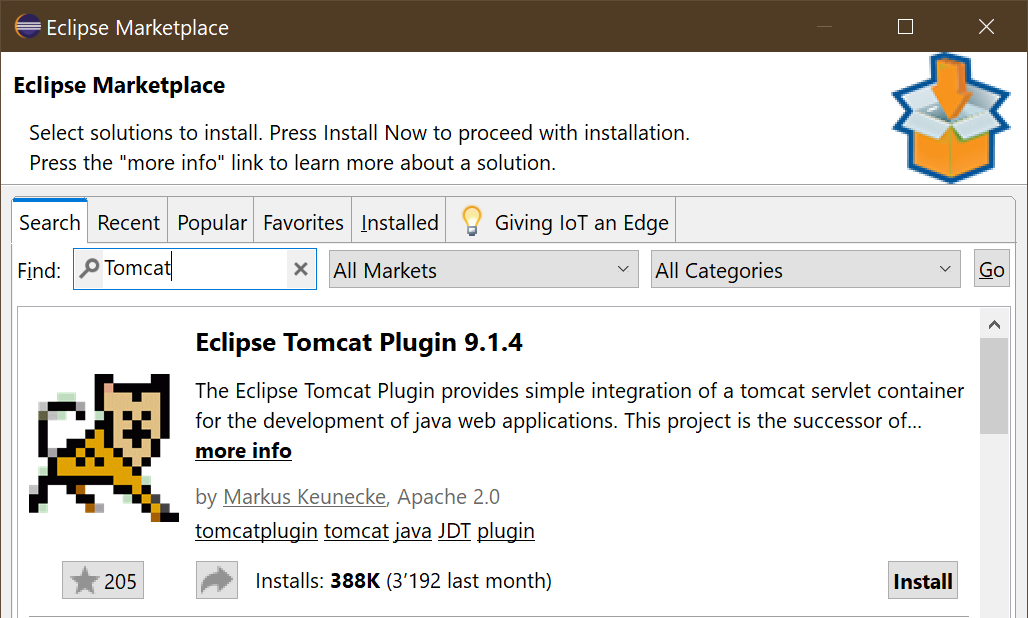 Eclipse Marketplace
Eclipse Marketplace
Select solutions to install. Press Install Now to proceed with installation.
Press the "more info" link to learn more about a solution.
Search Recent Popular Favorites Installed Giving IoT an Edge
Find: Tomcat All Markets All Categories Go
Eclipse Tomcat Plugin 9.1.4
The Eclipse Tomcat Plugin provides simple integration of a tomcat servlet container
for the development of java web applications. This project is the successor of...
more info
by Markus Keunecke, Apache 2.0
tomcatplugin tomcat java JDT plugin
205 Installs: 388K (3’192 last month) Install